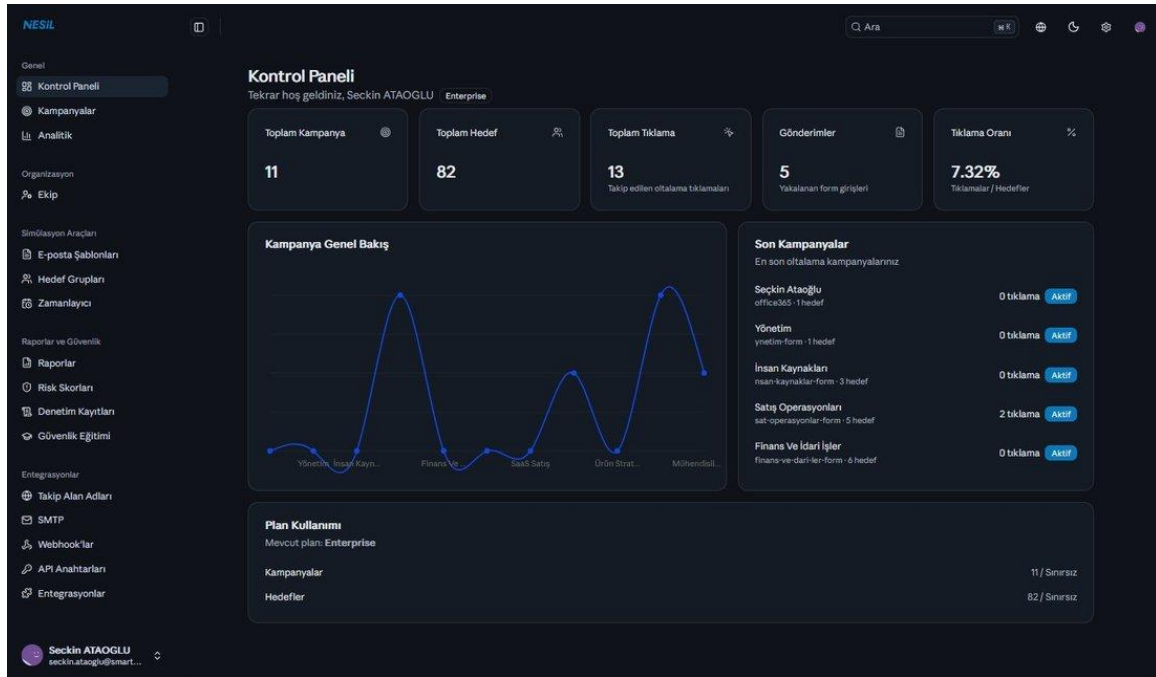 NESİL
Ara
⌘ K
Genel
Kontrol Paneli
Kampanyalar
Analitik
Organizasyon
Ekip
Simülasyon Araçları
E-posta Şablonları
Hedef Grupları
Zamanlayıcı
Raporlar ve Güvenlik
Raporlar
Risk Skorları
Denetim Kayıtları
Güvenlik Eğitimi
Entegrasyonlar
Takip Alan Adları
SMTP
Webhook'lar
API Anahtarları
Entegrasyonlar
Seckin ATAOGLU
seckin.ataoglu@smart...
Kontrol Paneli
Tekrar hoş geldiniz, Seckin ATAOGLU Enterprise
Toplam Kampanya
11
Toplam Hedef
82
Toplam Tıklama
13
Takip edilen oltalama tıklamaları
Gönderimler
5
Yakalanan form girişleri
Tıklama Oranı
7.32%
Tıklamalar / Hedefler
Kampanya Genel Bakış
Yönetim İnsan Kayn... Finans Ve ... SaaS Satış Ürün Strat... Mühendisli...
Son Kampanyalar
En son oltalama kampanyalarınız
Seçkin Ataoğlu
office365 · 1 hedef
0 tıklama Aktif
Yönetim
ynetim-form · 1 hedef
0 tıklama Aktif
İnsan Kaynakları
nsan-kaynaklar-form · 3 hedef
0 tıklama Aktif
Satış Operasyonları
sat-operasyonlar-form · 5 hedef
2 tıklama Aktif
Finans Ve İdari İşler
finans-ve-dari-ler-form · 6 hedef
0 tıklama Aktif
Plan Kullanımı
Mevcut plan: Enterprise
Kampanyalar 11 / Sınırsız
Hedefler 82 / Sınırsız